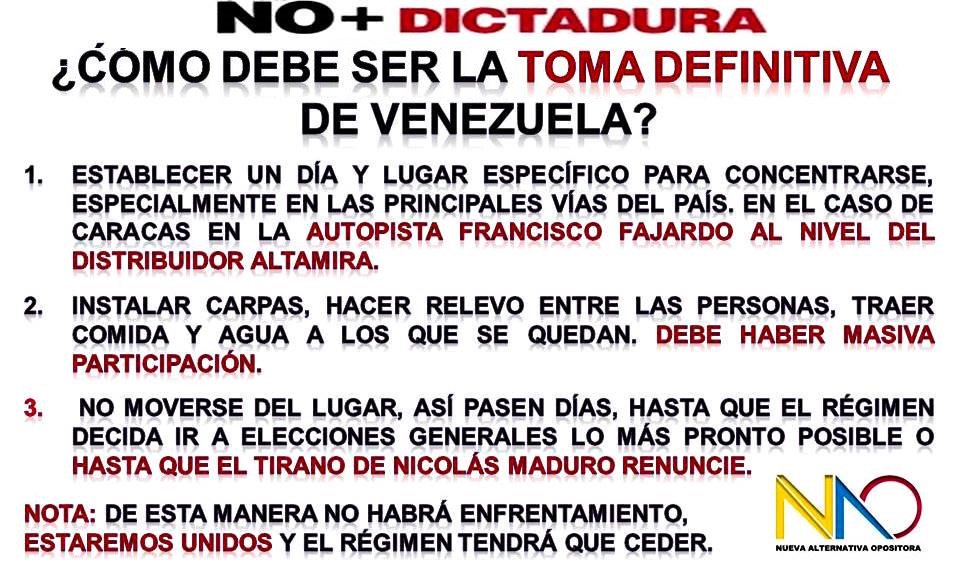 NO+ DICTADURA
¿CÓMO DEBE SER LA TOMA DEFINITIVA
DE VENEZUELA?
1. ESTABLECER UN DÍA Y LUGAR ESPECÍFICO PARA CONCENTRARSE,
ESPECIALMENTE EN LAS PRINCIPALES VÍAS DEL PAÍS. EN EL CASO DE
CARACAS EN LA AUTOPISTA FRANCISCO FAJARDO AL NIVEL DEL
DISTRIBUIDOR ALTAMIRA.
2. INSTALAR CARPAS, HACER RELEVO ENTRE LAS PERSONAS, TRAER
COMIDA Y AGUA A LOS QUE SE QUEDAN. DEBE HABER MASIVA
PARTICIPACIÓN.
3. NO MOVERSE DEL LUGAR, ASÍ PASEN DÍAS, HASTA QUE EL RÉGIMEN
DECIDA IR A ELECCIONES GENERALES LO MÁS PRONTO POSIBLE O
HASTA QUE EL TIRANO DE NICOLÁS MADURO RENUNCIE.
NOTA: DE ESTA MANERA NO HABRÁ ENFRENTAMIENTO,
ESTAREMOS UNIDOS Y EL RÉGIMEN TENDRÁ QUE CEDER.
NAO
NUEVA ALTERNATIVA OPOSITORA